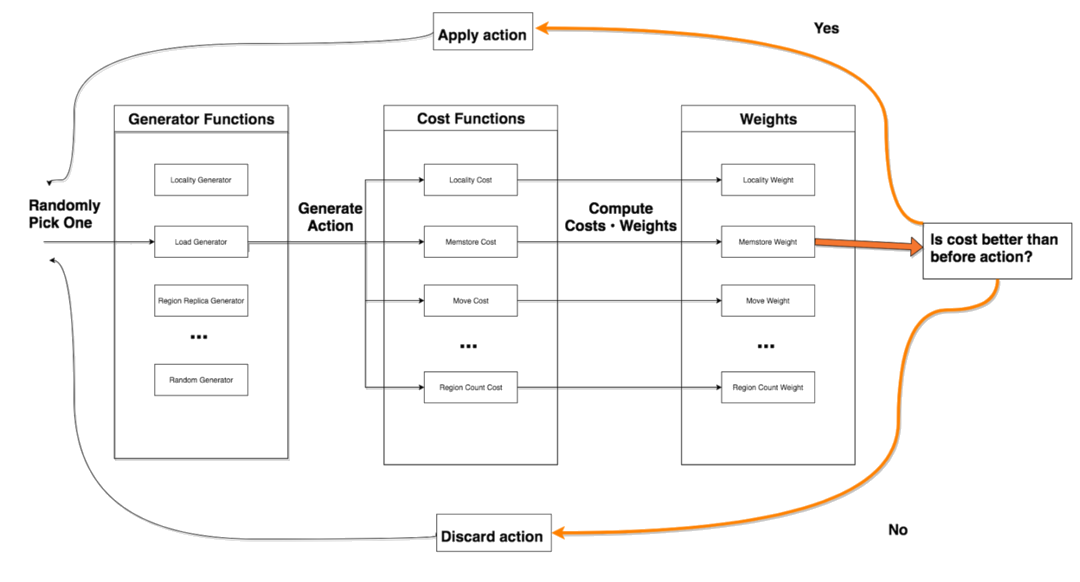 Apply action
Yes
Generator Functions
Cost Functions
Weights
Locality Generator
Locality Cost
Locality Weight
Randomly
Pick One
Generate
Action
Compute
Costs • Weights
Load Generator
Memstore Cost
Memstore Weight
Is cost better than
before action?
Region Replica Generator
Move Cost
Move Weight
...
...
...
Random Generator
Region Count Cost
Region Count Weight
Discard action
No